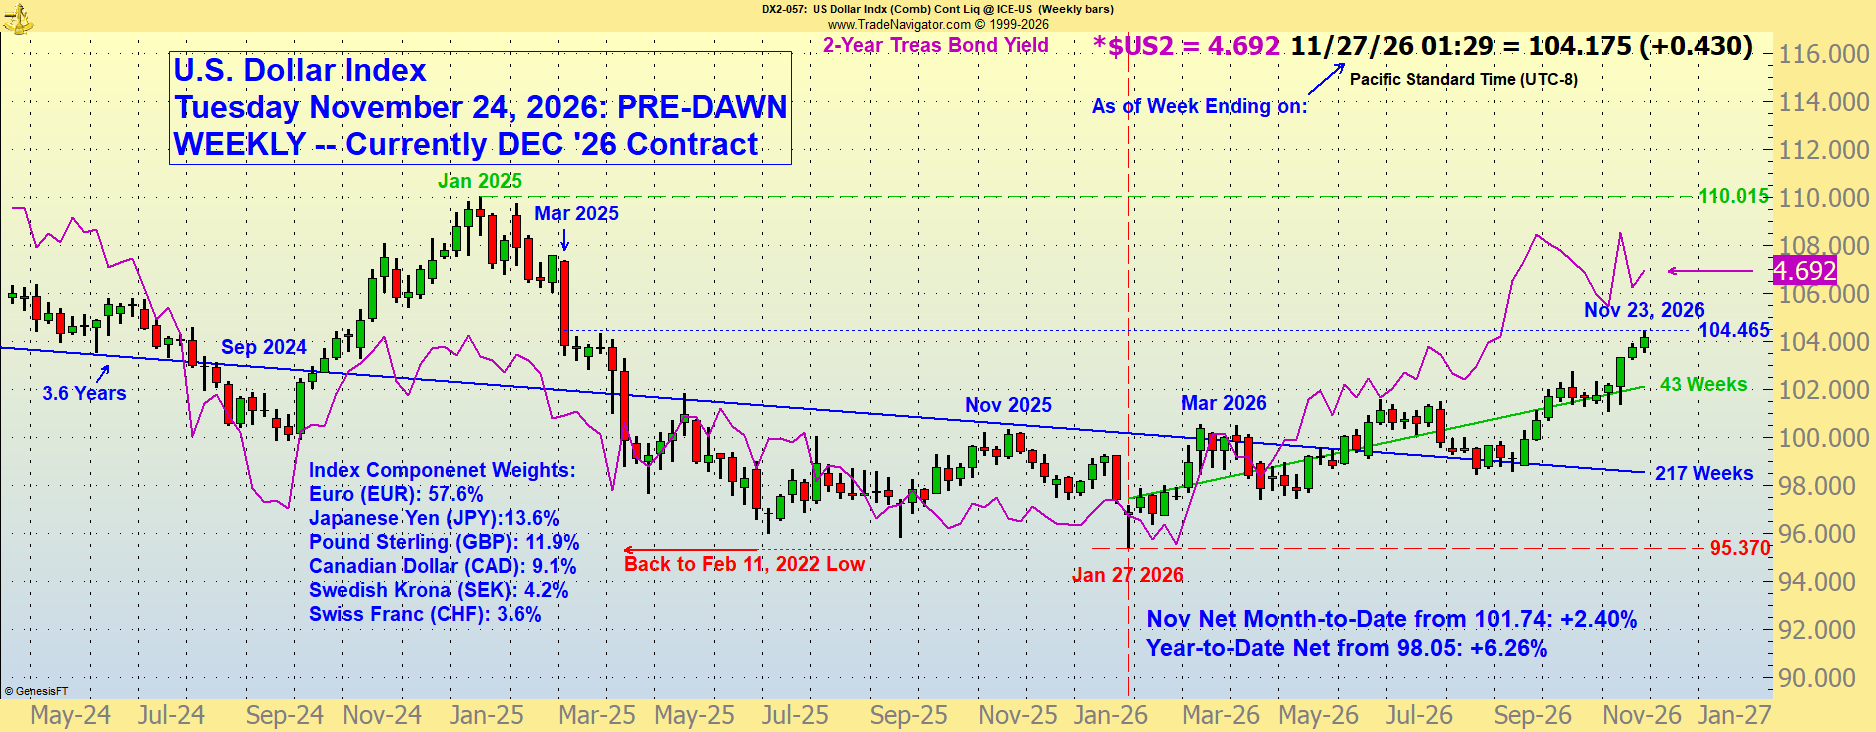 DX2-057: US Dollar Indx (Comb) Cont Liq @ ICE-US (Weekly bars)
www.TradeNavigator.com © 1999-2026
2-Year Treas Bond Yield
*$US2 = 4.692 11/27/26 01:29 = 104.175 (+0.430)
Pacific Standard Time (UTC-8)
As of Week Ending on:
U.S. Dollar Index
Tuesday November 24, 2026: PRE-DAWN
WEEKLY -- Currently DEC '26 Contract
Jan 2025
Mar 2025
Sep 2024
3.6 Years
Nov 2025
Mar 2026
Nov 23, 2026
110.015
4.692
104.465
43 Weeks
217 Weeks
95.370
Index Componenet Weights:
Euro (EUR): 57.6%
Japanese Yen (JPY):13.6%
Pound Sterling (GBP): 11.9%
Canadian Dollar (CAD): 9.1%
Swedish Krona (SEK): 4.2%
Swiss Franc (CHF): 3.6%
Back to Feb 11, 2022 Low
Jan 27 2026
Nov Net Month-to-Date from 101.74: +2.40%
Year-to-Date Net from 98.05: +6.26%
116.000
114.000
112.000
110.000
108.000
106.000
104.000
102.000
100.000
98.000
96.000
94.000
92.000
90.000
© GenesisFT
May-24 Jul-24 Sep-24 Nov-24 Jan-25 Mar-25 May-25 Jul-25 Sep-25 Nov-25 Jan-26 Mar-26 May-26 Jul-26 Sep-26 Nov-26 Jan-27